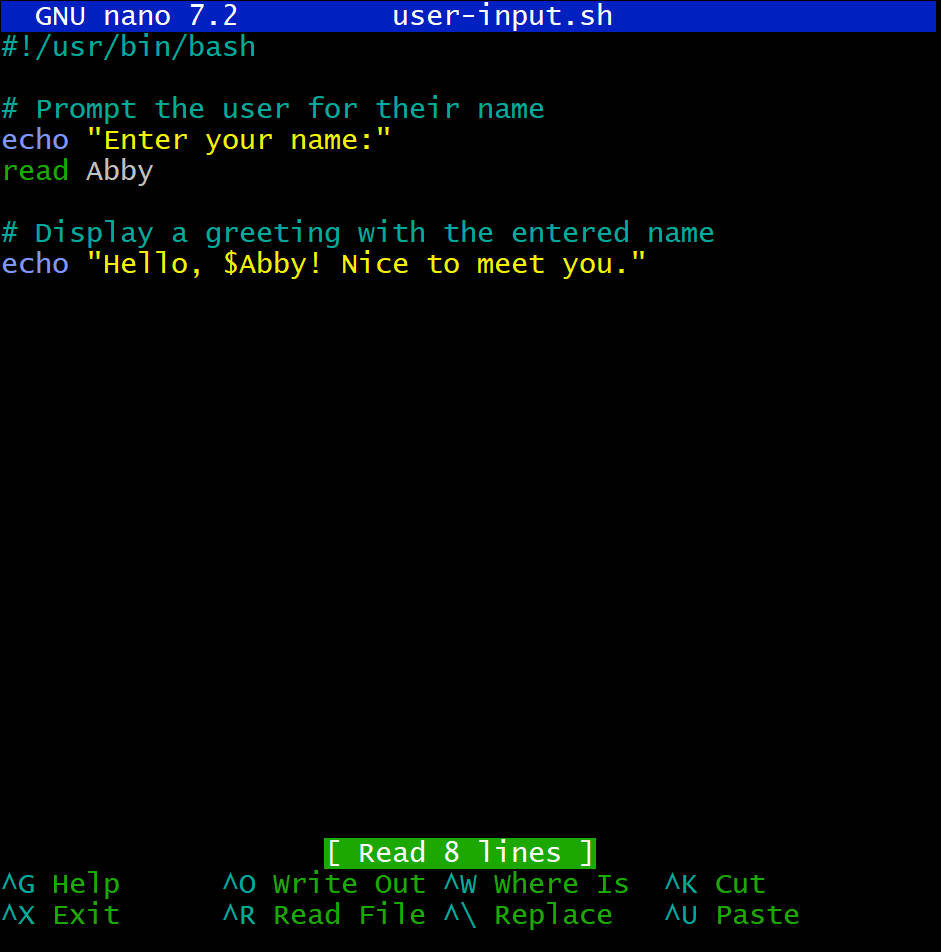 GNU nano 7.2 user-input.sh
#!/usr/bin/bash
# Prompt the user for their name
echo "Enter your name:"
read Abby
# Display a greeting with the entered name
echo "Hello, $Abby! Nice to meet you."
[ Read 8 lines ]
^G Help ^O Write Out ^W Where Is ^K Cut
^X Exit ^R Read File ^\ Replace ^U Paste